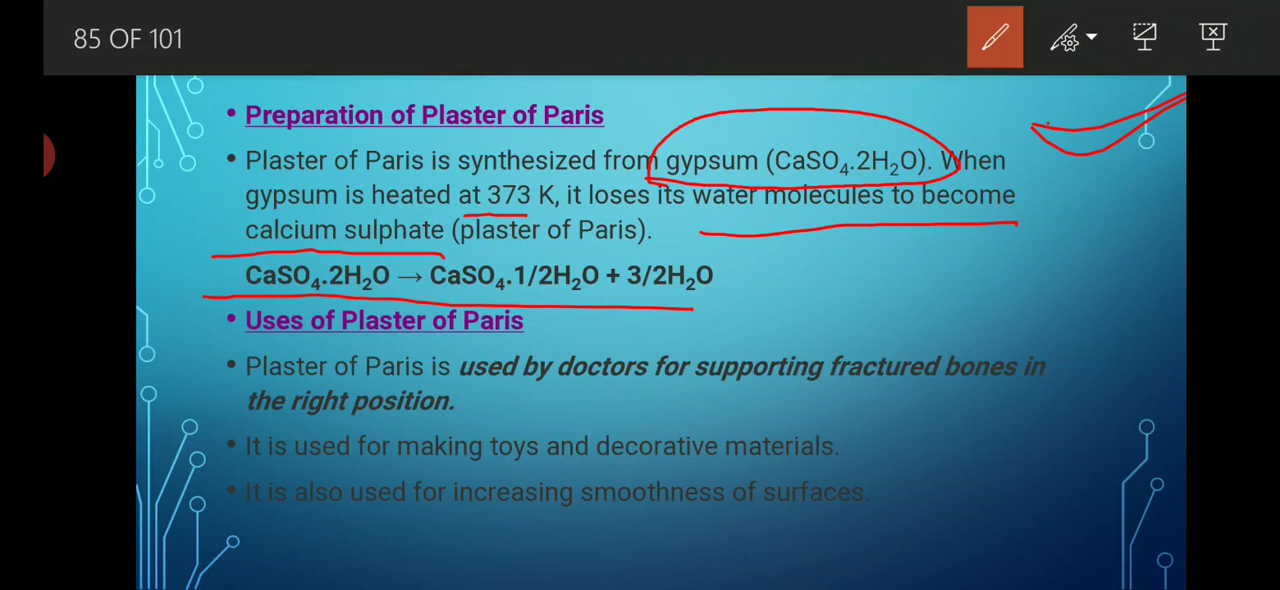 85 OF 101
• Preparation of Plaster of Paris
• Plaster of Paris is synthesized from gypsum (CaSO₄.2H₂O). When
gypsum is heated at 373 K, it loses its water molecules to become
calcium sulphate (plaster of Paris).
CaSO₄.2H₂O → CaSO₄.1/2H₂O + 3/2H₂O
• Uses of Plaster of Paris
• Plaster of Paris is used by doctors for supporting fractured bones in
the right position.
• It is used for making toys and decorative materials.
• It is also used for increasing smoothness of surfaces.